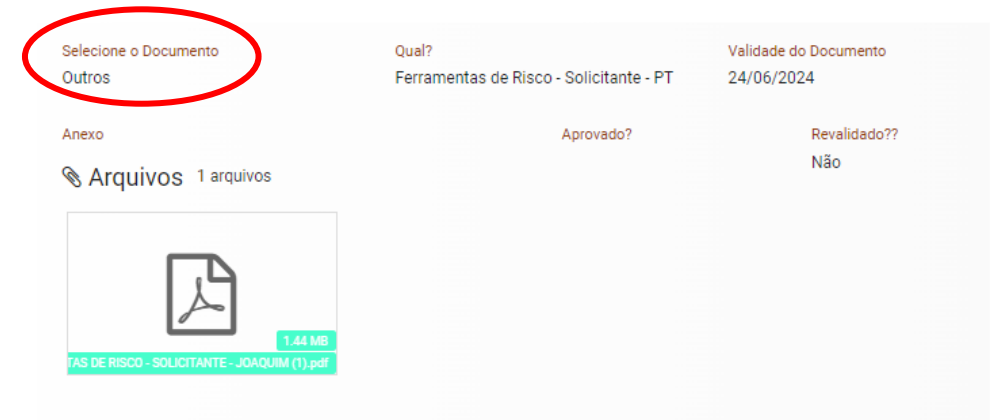 Selecione o Documento
Outros
Qual?
Ferramentas de Risco - Solicitante - PT
Validade do Documento
24/06/2024
Anexo
Aprovado?
Revalidado??
Não
Arquivos 1 arquivos
1.44 MB
TAS DE RISCO - SOLICITANTE - JOAQUIM (1).pdf